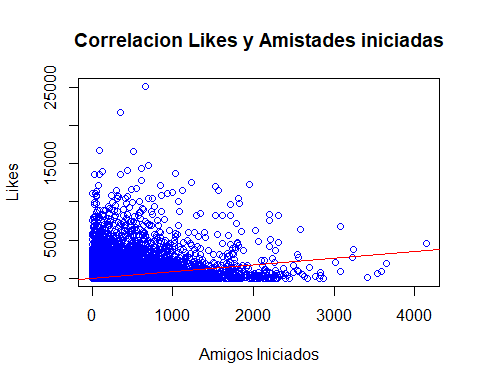 Correlacion Likes y Amistades iniciadas
Likes
25000
15000
5000
0
0 1000 2000 3000 4000
Amigos Iniciados